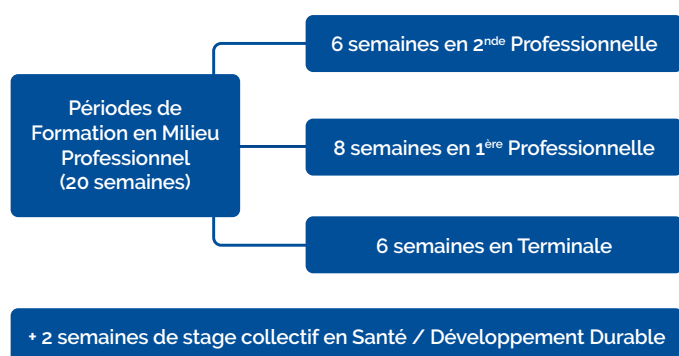 Périodes de
Formation en Milieu
Professionnel
(20 semaines)
6 semaines en 2nde Professionnelle
8 semaines en 1ère Professionnelle
6 semaines en Terminale
+ 2 semaines de stage collectif en Santé / Développement Durable